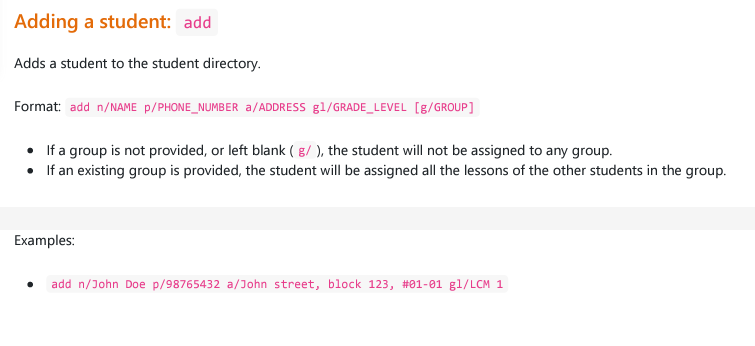 Adding a student: add
Adds a student to the student directory.
Format: add n/NAME p/PHONE_NUMBER a/ADDRESS gl/GRADE_LEVEL [g/GROUP]
• If a group is not provided, or left blank ( g/ ), the student will not be assigned to any group.
• If an existing group is provided, the student will be assigned all the lessons of the other students in the group.
Examples:
• add n/John Doe p/98765432 a/John street, block 123, #01-01 gl/LCM 1